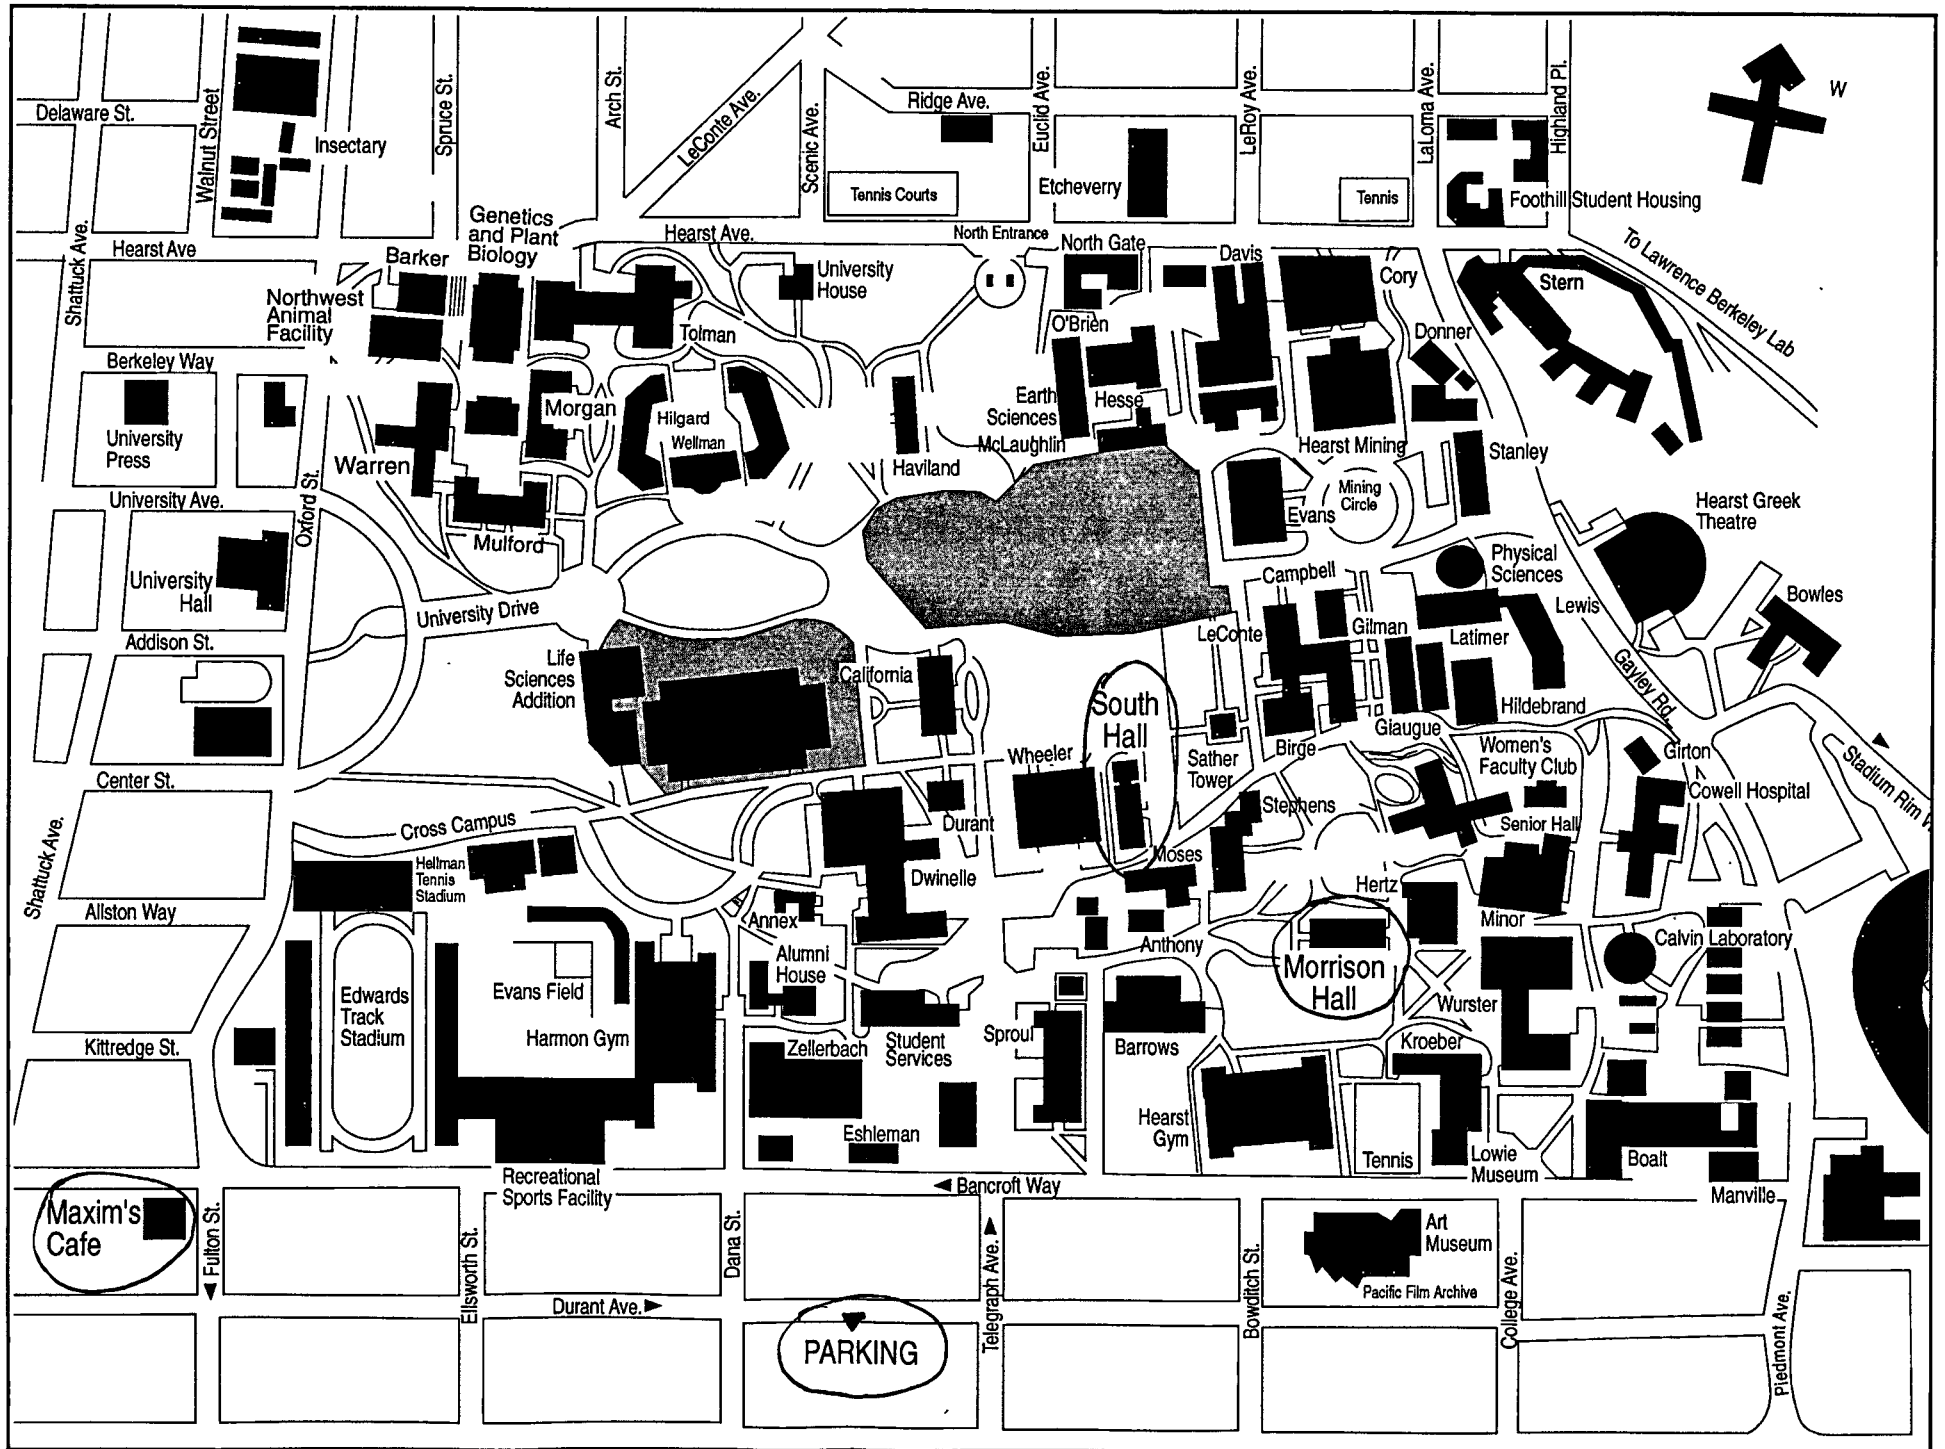 Delaware St.
Walnut Street
Insectary
Spruce St.
Arch St.
LeConte Ave.
Scenic Ave.
Ridge Ave.
Euclid Ave.
LeRoy Ave.
LaLoma Ave.
Highland Pl.
W
Tennis Courts
Etcheverry
Tennis
Foothill Student Housing
Shattuck Ave.
Hearst Ave
Genetics
and Plant
Biology
Hearst Ave.
North Entrance
North Gate
Davis
Cory
To Lawrence Berkeley Lab
Barker
University
House
Stern
Northwest
Animal
Facility
Tolman
O'Brien
Donner
Berkeley Way
University
Press
Morgan
Hilgard
Wellman
Earth
Sciences
Hesse
McLaughlin
Hearst Mining
Stanley
Warren
Haviland
Mining
Circle
University Ave.
Oxford St.
Evans
Hearst Greek
Theatre
Mulford
University
Hall
Physical
Sciences
Campbell
Bowles
University Drive
LeConte
Gilman
Latimer
Lewis
Addison St.
Life
Sciences
Addition
California
Gayley Rd.
South
Hall
Hildebrand
Giaugue
Wheeler
Sather
Tower
Birge
Women's
Faculty Club
Girton
Stadium Rim W
Center St.
Cowell Hospital
Stephens
Senior Hall
Shattuck Ave.
Cross Campus
Durant
Moses
Hellman
Tennis
Stadium
Dwinelle
Hertz
Minor
Allston Way
Annex
Anthony
Calvin Laboratory
Alumni
House
Morrison
Hall
Edwards
Track
Stadium
Evans Field
Wurster
Harmon Gym
Kittredge St.
Zellerbach
Student
Services
Sproul
Barrows
Kroeber
Hearst
Gym
Eshleman
Tennis
Lowie
Museum
Boalt
Manville
Recreational
Sports Facility
Bancroft Way
Maxim's
Cafe
Fulton St.
Ellsworth St.
Dana St.
Telegraph Ave.
Bowditch St.
Art
Museum
Pacific Film Archive
College Ave.
Piedmont Ave.
Durant Ave.
PARKING